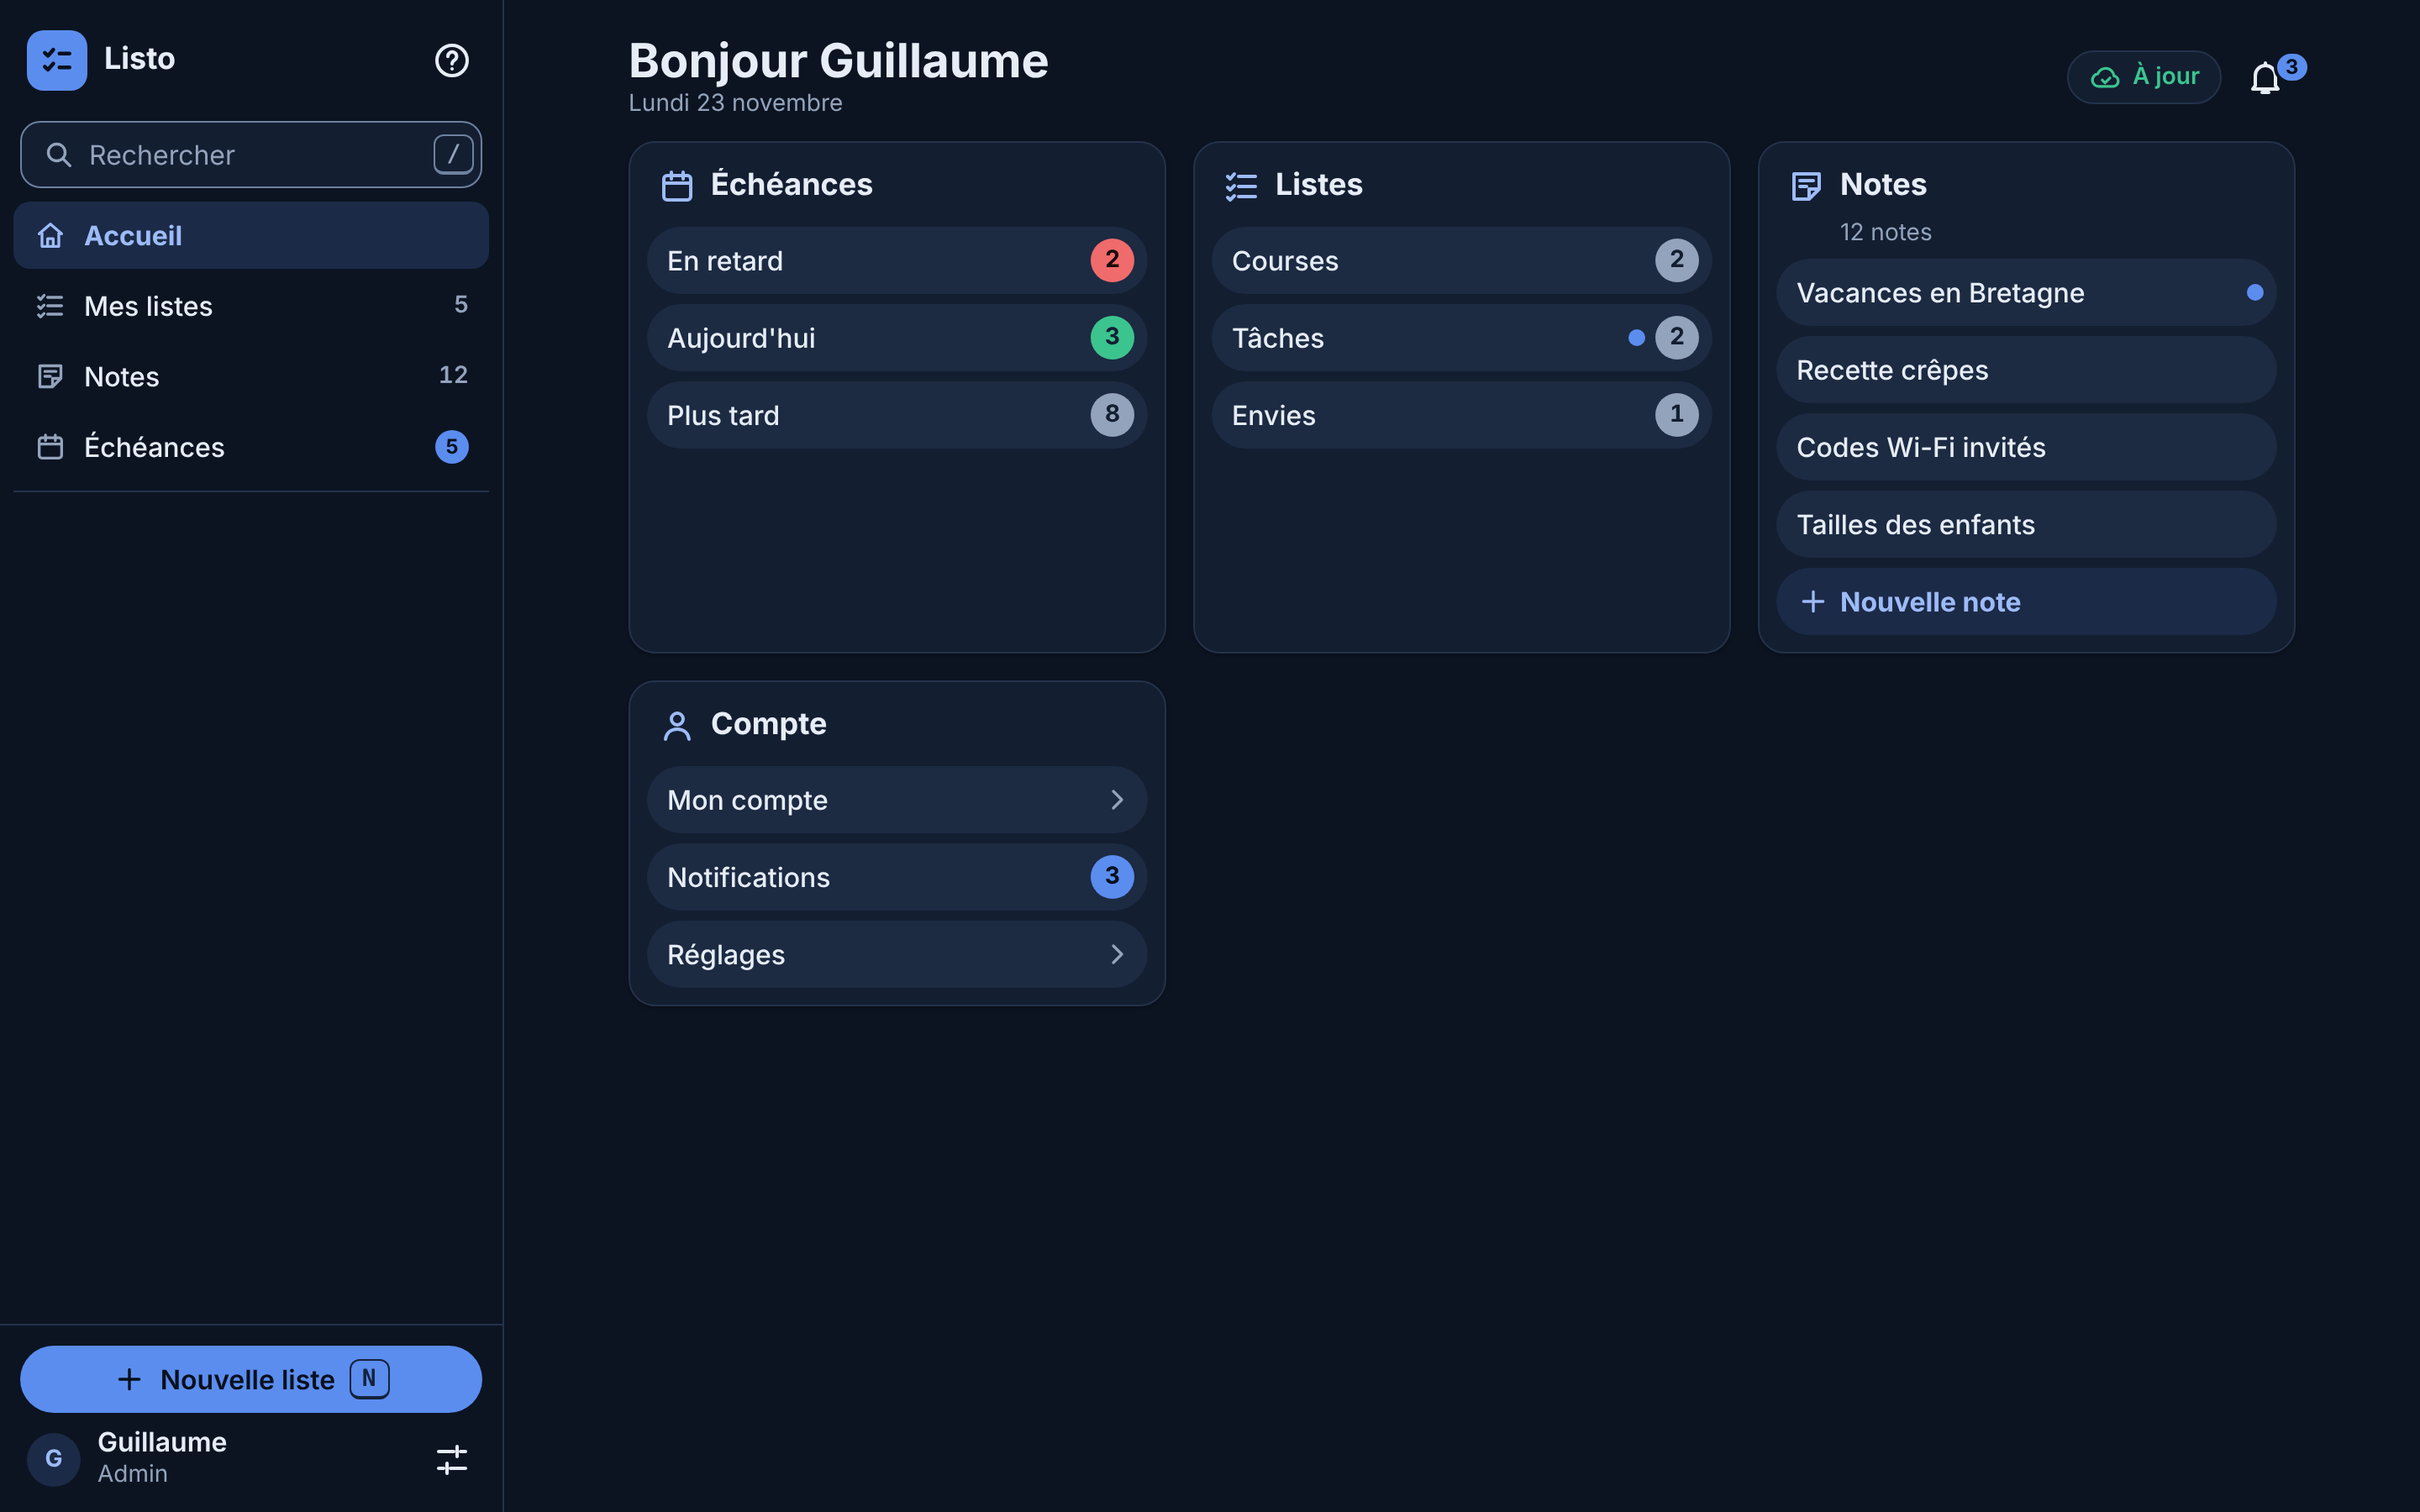 Listo
Rechercher /
Accueil
Mes listes 5
Notes 12
Échéances 5
Nouvelle liste N
G
Guillaume
Admin
Bonjour Guillaume
Lundi 23 novembre
À jour
3
Échéances
En retard 2
Aujourd'hui 3
Plus tard 8
Listes
Courses 2
Tâches 2
Envies 1
Notes
12 notes
Vacances en Bretagne
Recette crêpes
Codes Wi-Fi invités
Tailles des enfants
Nouvelle note
Compte
Mon compte
Notifications 3
Réglages